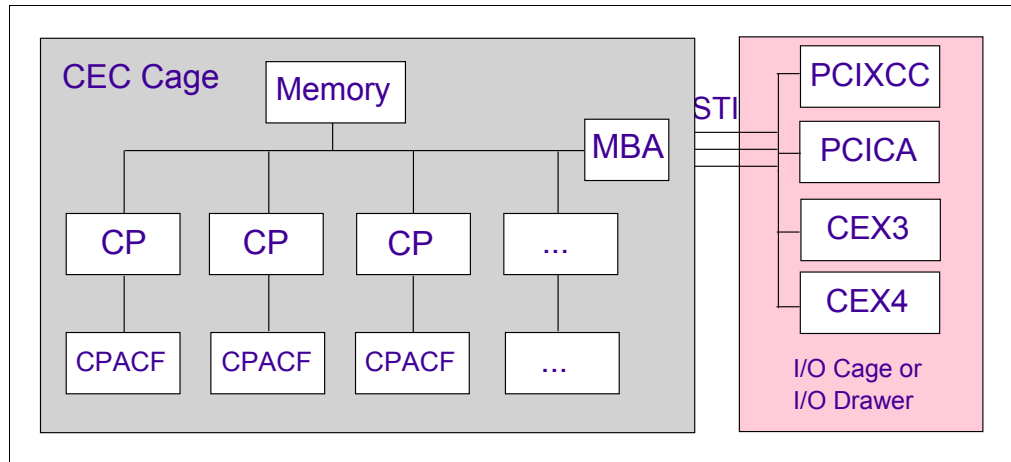 CEC Cage
Memory
MBA
STI
CP
CP
CP
...
CPACF
CPACF
CPACF
...
PCIXCC
PCICA
CEX3
CEX4
I/O Cage or
I/O Drawer